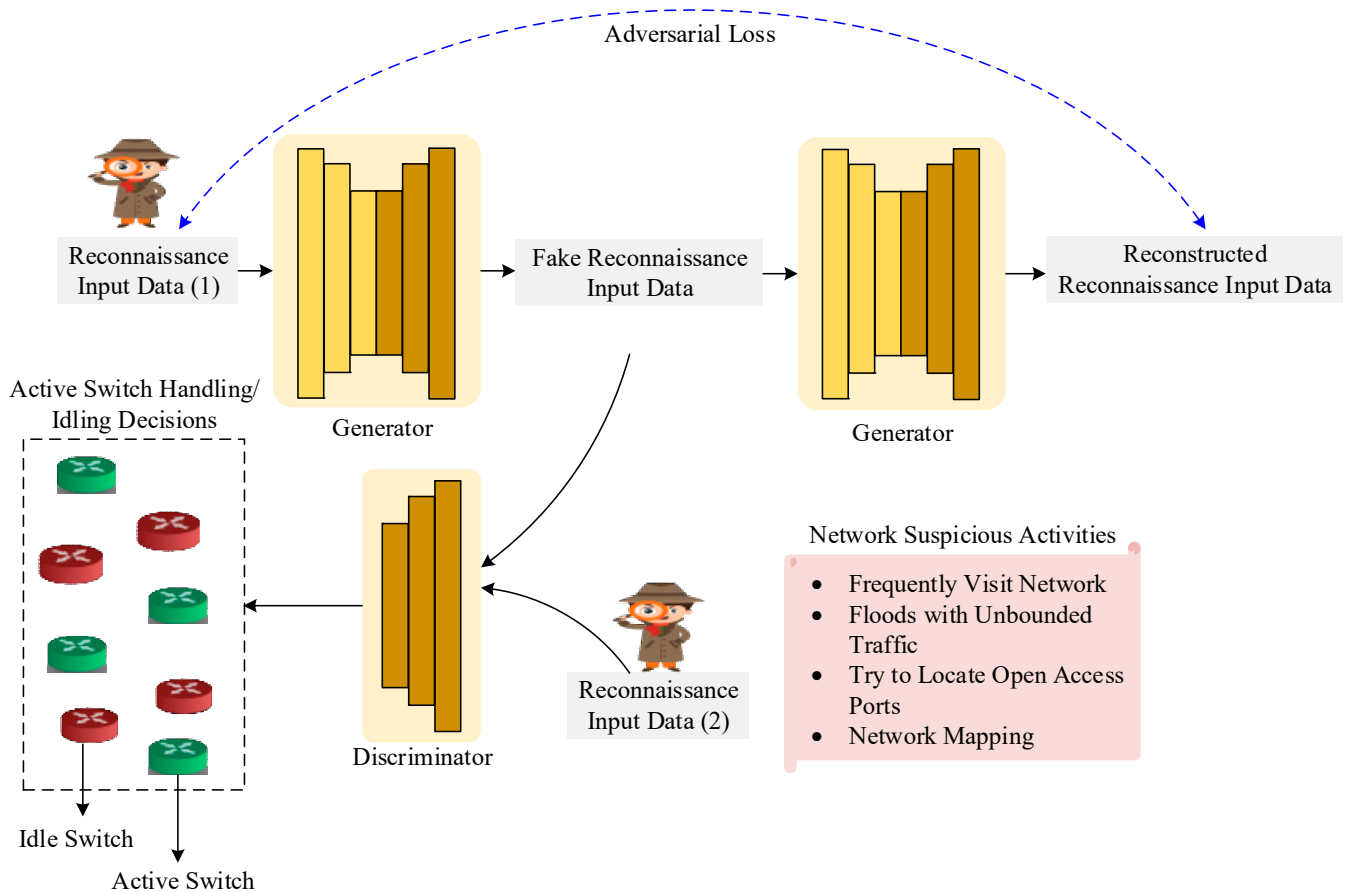 Adversarial Loss
Reconnaissance
Input Data (1)
Fake Reconnaissance
Input Data
Reconstructed
Reconnaissance Input Data
Generator
Generator
Active Switch Handling/
Idling Decisions
Discriminator
Reconnaissance
Input Data (2)
Network Suspicious Activities
• Frequently Visit Network
• Floods with Unbounded
Traffic
• Try to Locate Open Access
Ports
• Network Mapping
Idle Switch
Active Switch